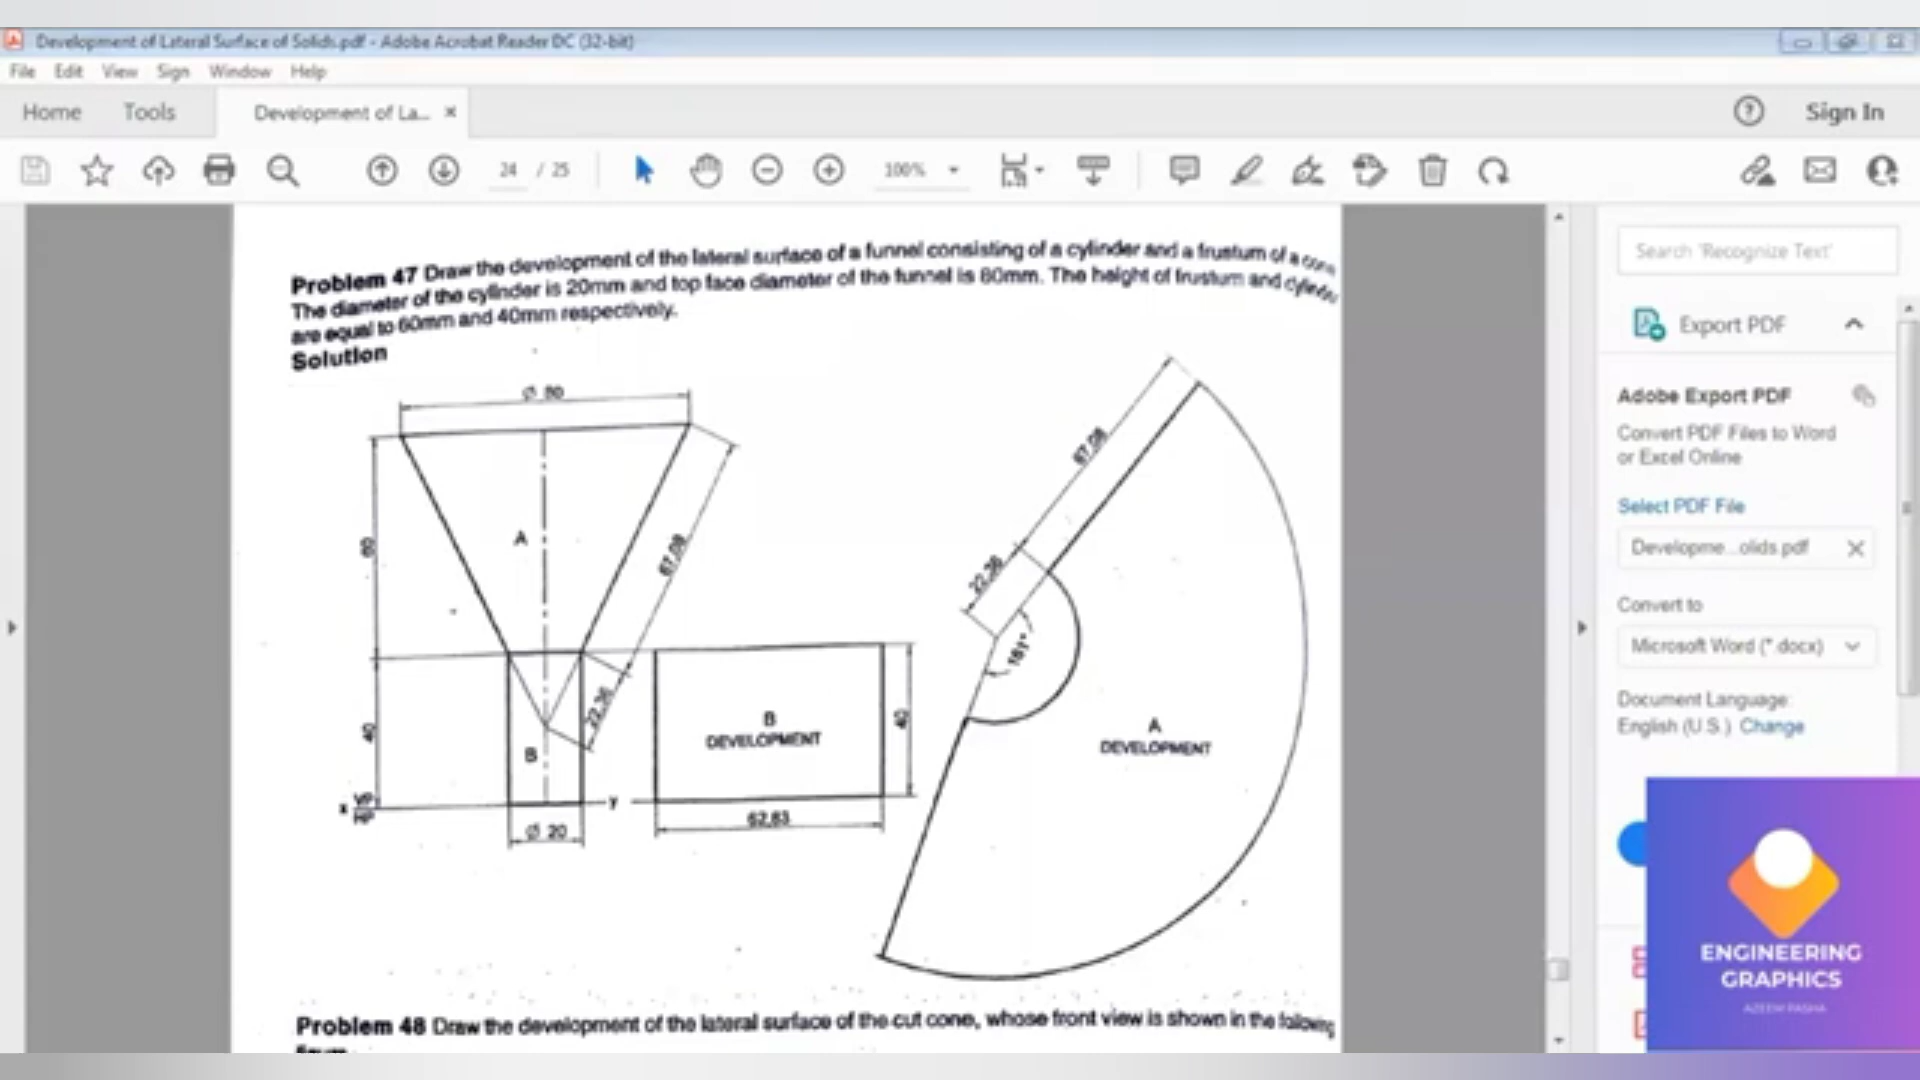 Development of Lateral Surface of Solids.pdf - Adobe Acrobat Reader DC (32-bit)
File Edit View Sign Window Help
Home Tools Development of La... × ? Sign In
24 / 25 100%
Search 'Recognize Text'
Export PDF
Adobe Export PDF
Convert PDF Files to Word
or Excel Online
Select PDF File
Developme...olids.pdf
Convert to
Microsoft Word (*.docx)
Document Language:
English (U.S.) Change
Problem 47 Draw the development of the lateral surface of a funnel consisting of a cylinder and a frustum of a cone
The diameter of the cylinder is 20mm and top face diameter of the funnel is 80mm. The height of frustum and cylinder
are equal to 60mm and 40mm respectively.
Solution
Ø 80
60
A
67,08
22,36
40
B
x VP
HP
y
Ø 20
B
DEVELOPMENT
40
62,83
67,08
22,36
161°
A
DEVELOPMENT
Problem 48 Draw the development of the lateral surface of the cut cone, whose front view is shown in the following
ENGINEERING
GRAPHICS
AZEEM PASHA